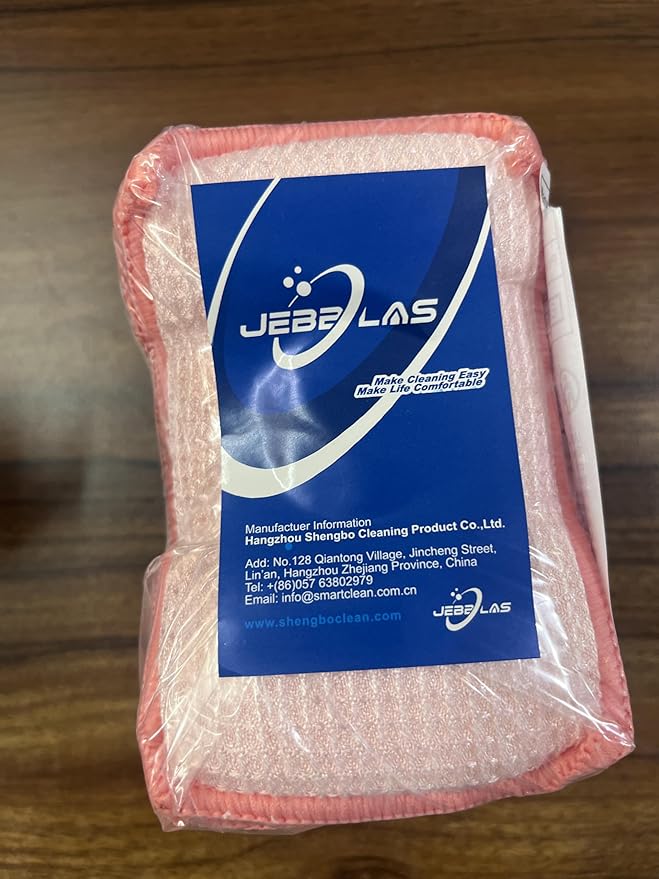 JEBBLAS
Make Cleaning Easy
Make Life Comfortable
Manufactuer Information
Hangzhou Shengbo Cleaning Product Co.,Ltd.
Add: No.128 Qiantong Village, Jincheng Street,
Lin'an, Hangzhou Zhejiang Province, China
Tel: +(86)057 63802979
Email: info@smartclean.com.cn
JEBBLAS
www.shengboclean.com